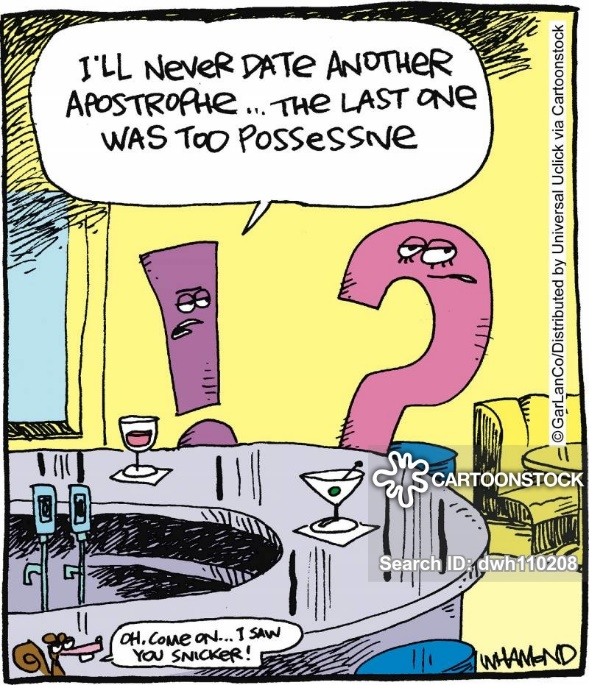 I'LL NEVER DATE ANOTHER
APOSTROPHE... THE LAST ONE
WAS TOO POSSESSIVE
©GarLanCo/Distributed by Universal Uclick via Cartoonstock
CARTOONSTOCK
Search ID: dwh110208
OH, COME ON... I SAW
YOU SNICKER!
WHAMOND